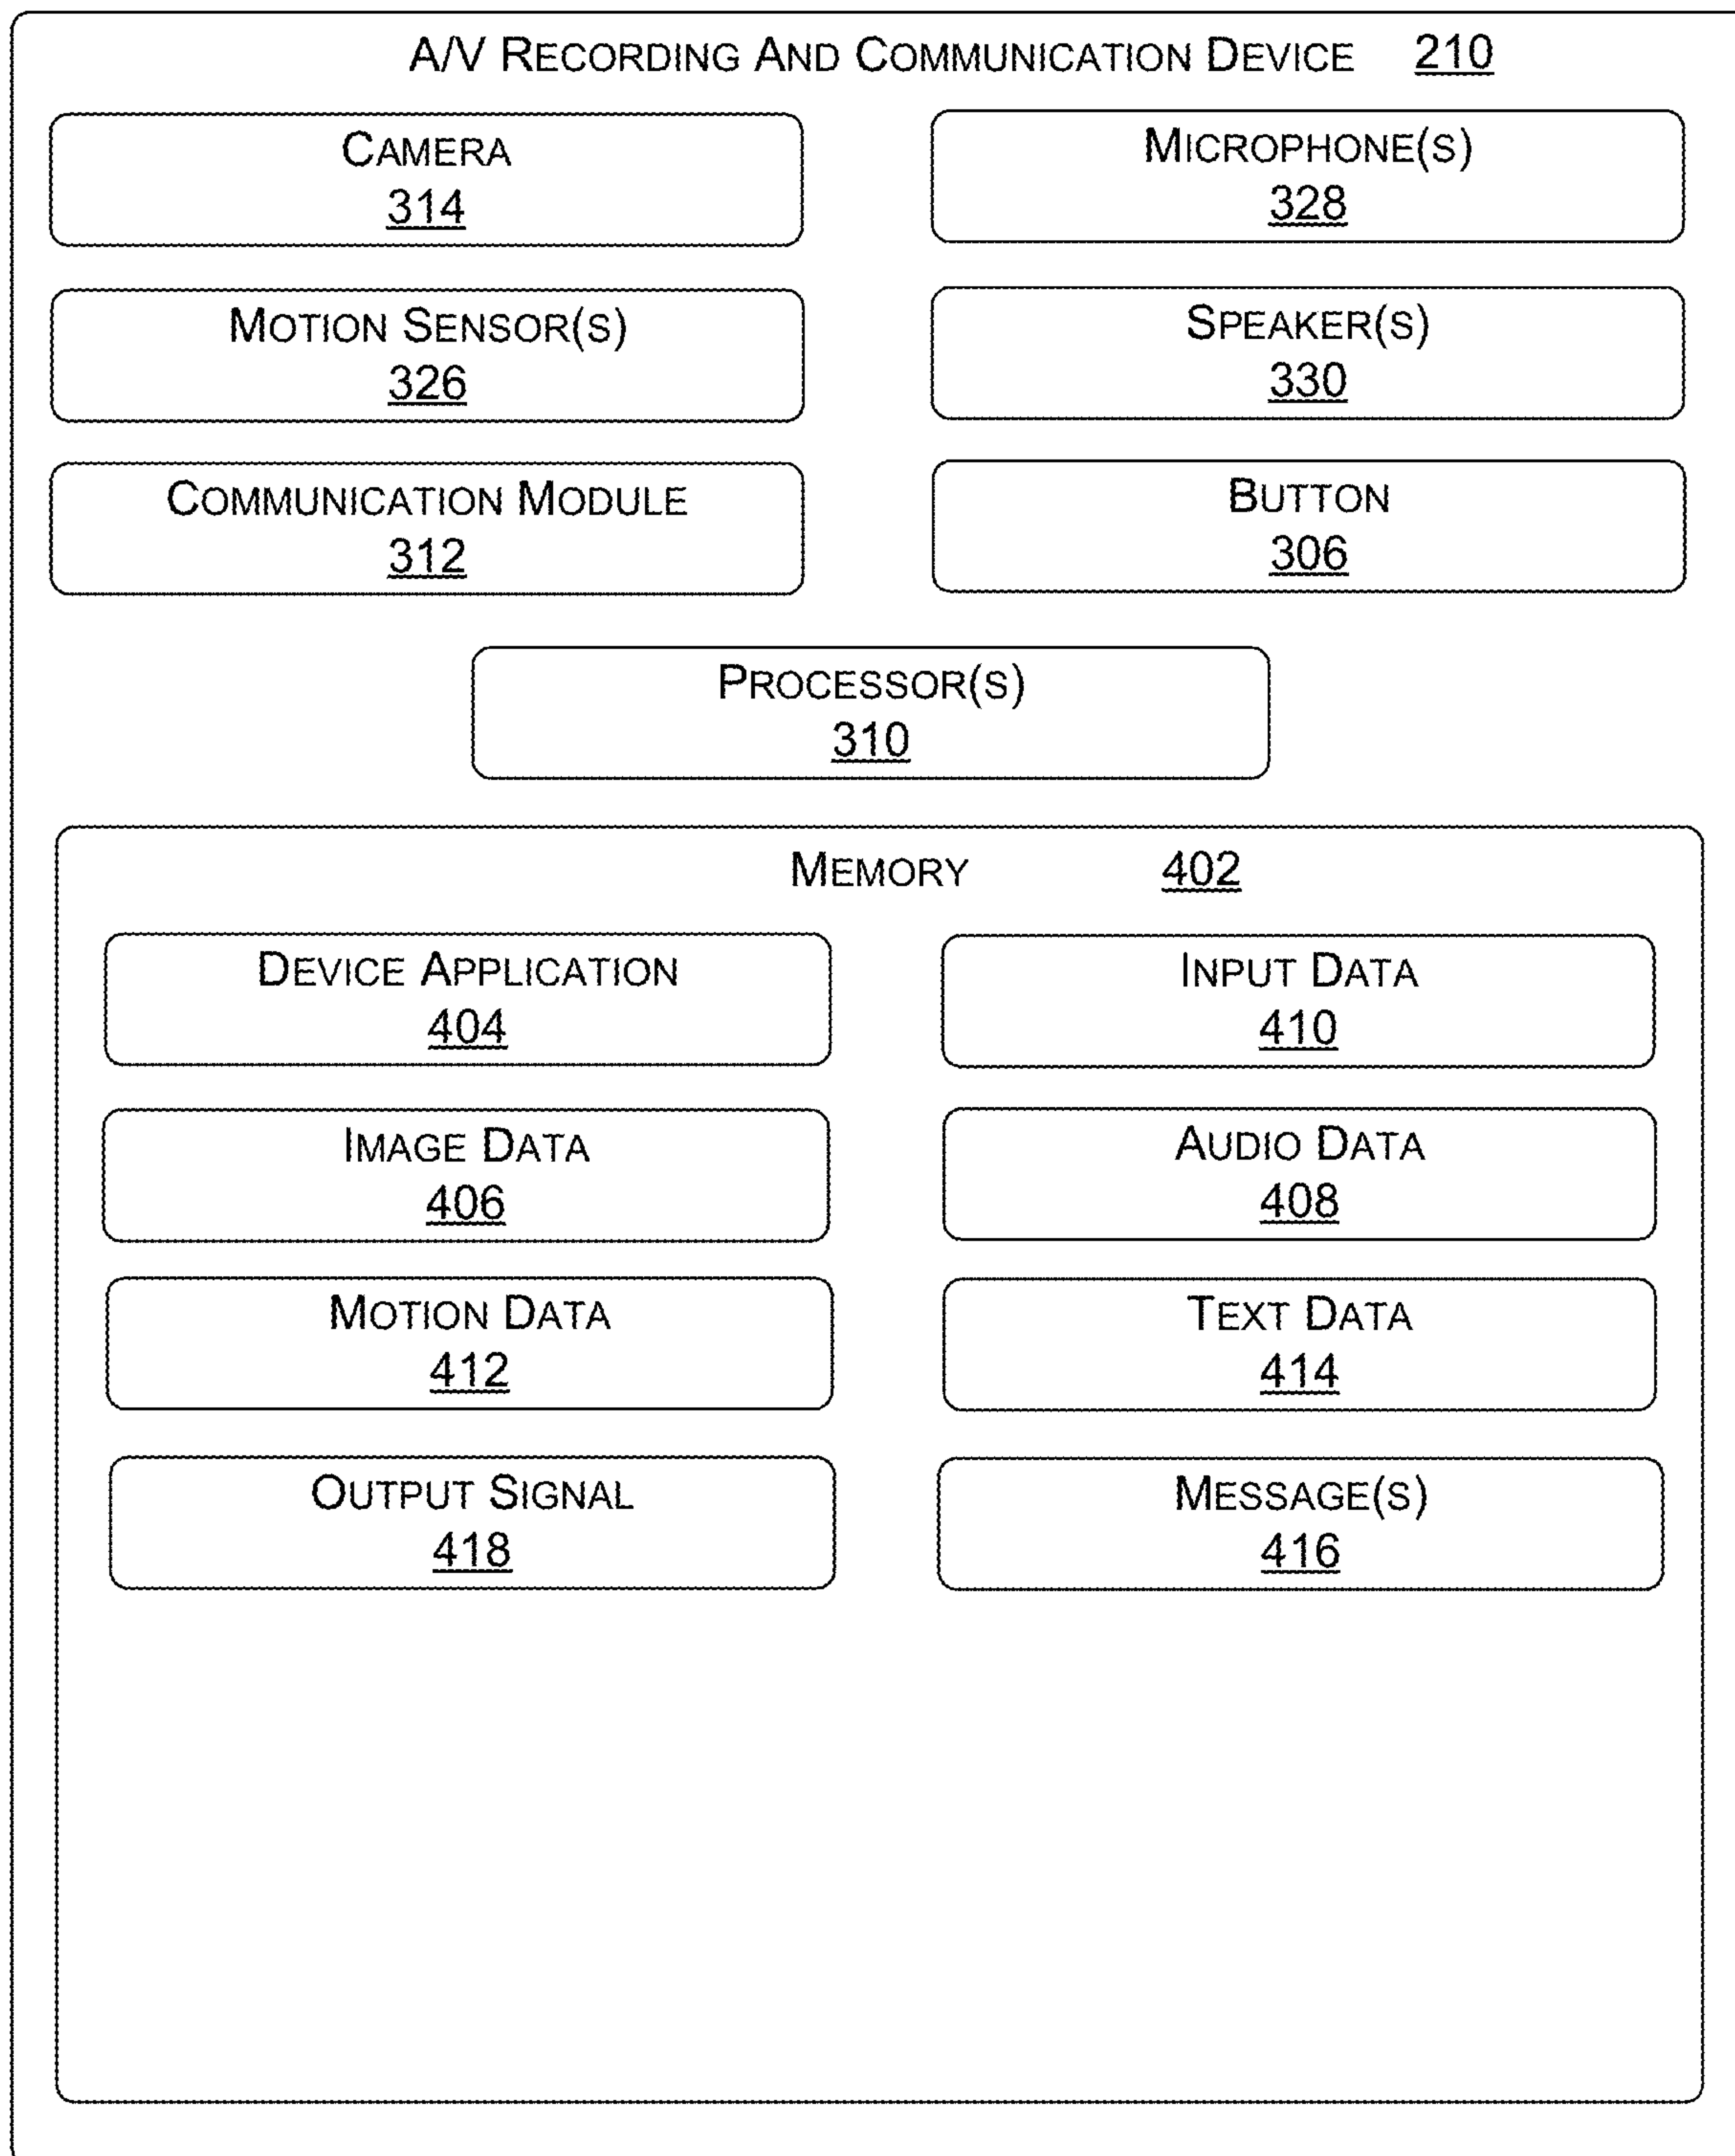 A/V RECORDING AND COMMUNICATION DEVICE 210
CAMERA
314
MICROPHONE(S)
328
MOTION SENSOR(S)
326
SPEAKER(S)
330
COMMUNICATION MODULE
312
BUTTON
306
PROCESSOR(S)
310
MEMORY 402
DEVICE APPLICATION
404
INPUT DATA
410
IMAGE DATA
406
AUDIO DATA
408
MOTION DATA
412
TEXT DATA
414
OUTPUT SIGNAL
418
MESSAGE(S)
416